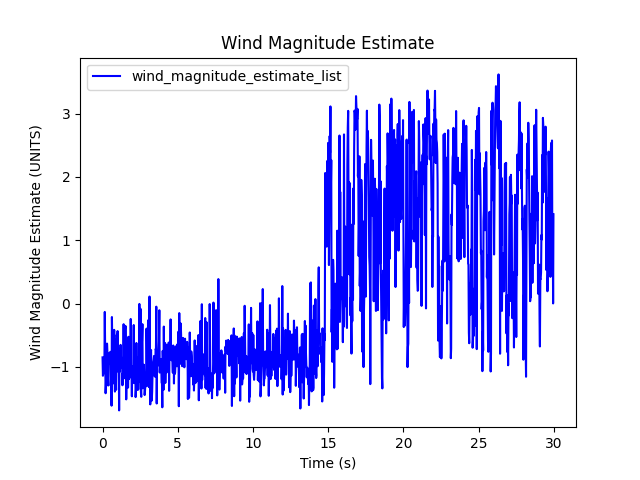 Wind Magnitude Estimate
wind_magnitude_estimate_list
Wind Magnitude Estimate (UNITS)
3
2
1
0
−1
0 5 10 15 20 25 30
Time (s)